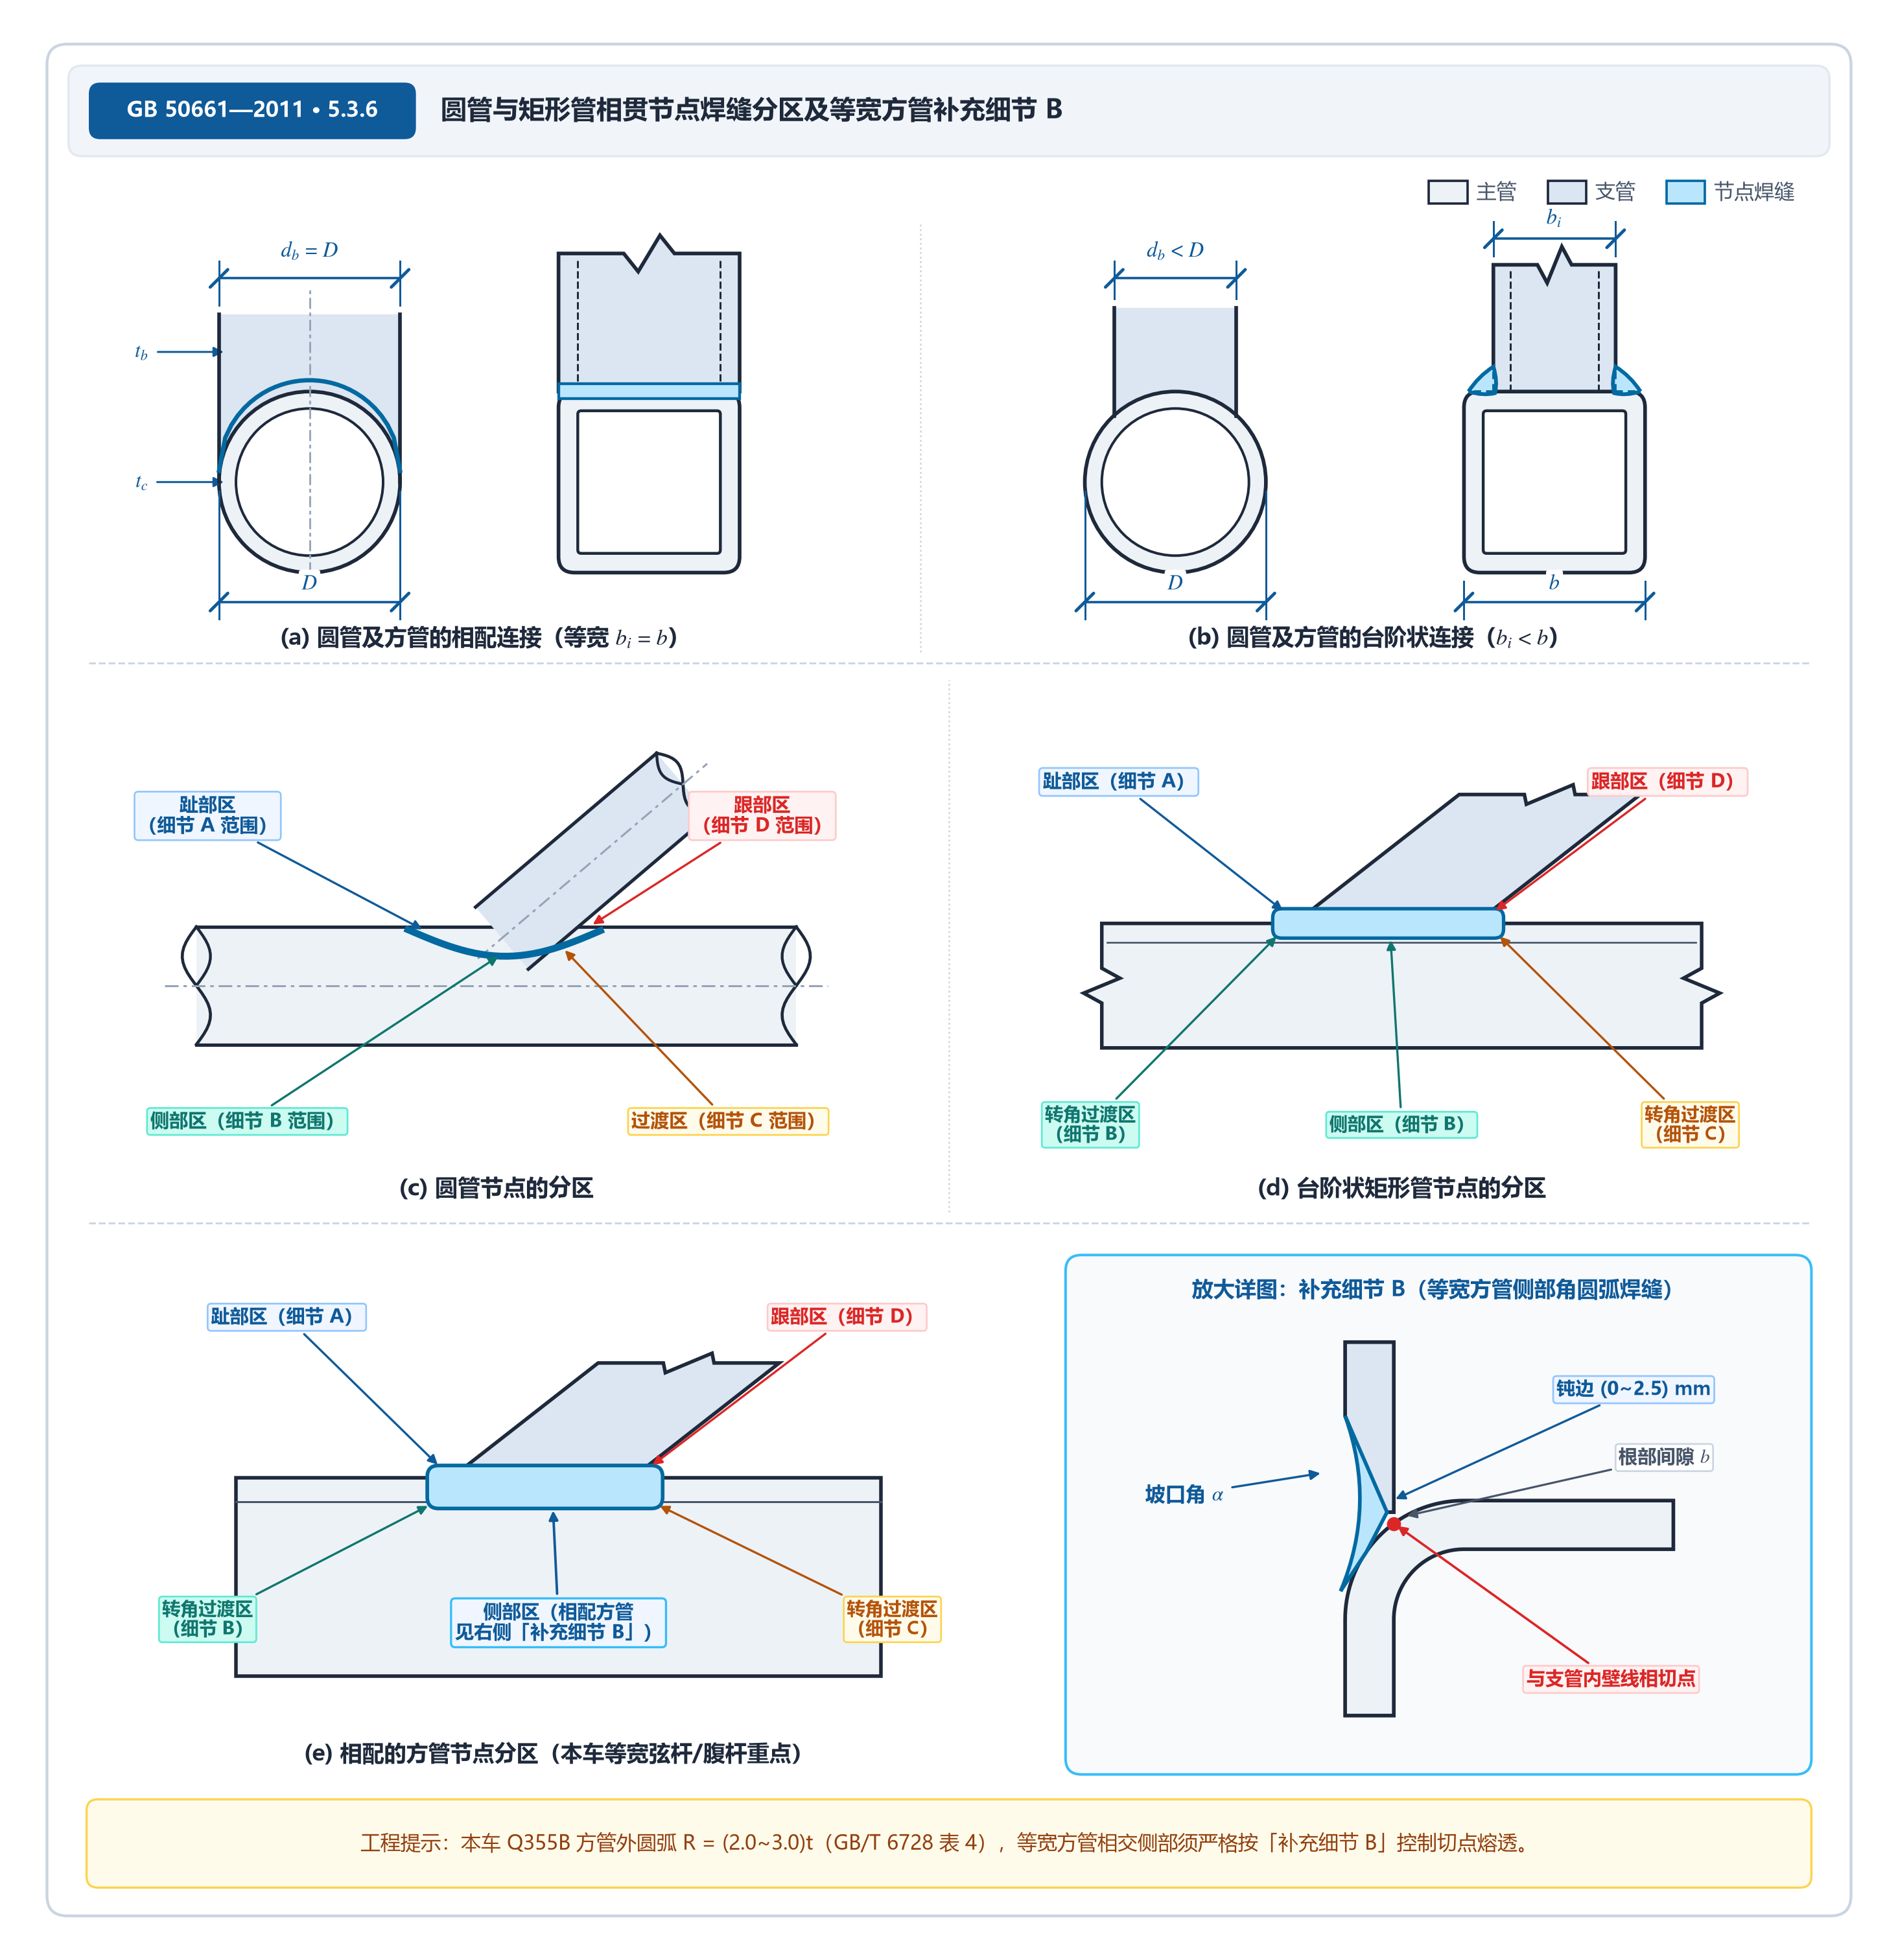 GB 50661—2011 • 5.3.6
圆管与矩形管相贯节点焊缝分区及等宽方管补充细节 B
主管
支管
节点焊缝
d_b = D
t_b
t_c
D
(a) 圆管及方管的相配连接（等宽 b_i = b）
d_b < D
D
b_i
b
(b) 圆管及方管的台阶状连接（b_i < b）
趾部区
（细节 A 范围）
跟部区
（细节 D 范围）
侧部区（细节 B 范围）
过渡区（细节 C 范围）
(c) 圆管节点的分区
趾部区（细节 A）
跟部区（细节 D）
转角过渡区
（细节 B）
侧部区（细节 B）
转角过渡区
（细节 C）
(d) 台阶状矩形管节点的分区
趾部区（细节 A）
跟部区（细节 D）
转角过渡区
（细节 B）
侧部区（相配方管
见右侧「补充细节 B」）
转角过渡区
（细节 C）
(e) 相配的方管节点分区（本车等宽弦杆/腹杆重点）
放大详图：补充细节 B（等宽方管侧部角圆弧焊缝）
钝边 (0~2.5) mm
根部间隙 b
坡口角 α
与支管内壁线相切点
工程提示：本车 Q355B 方管外圆弧 R = (2.0~3.0)t（GB/T 6728 表 4），等宽方管相交侧部须严格按「补充细节 B」控制切点熔透。